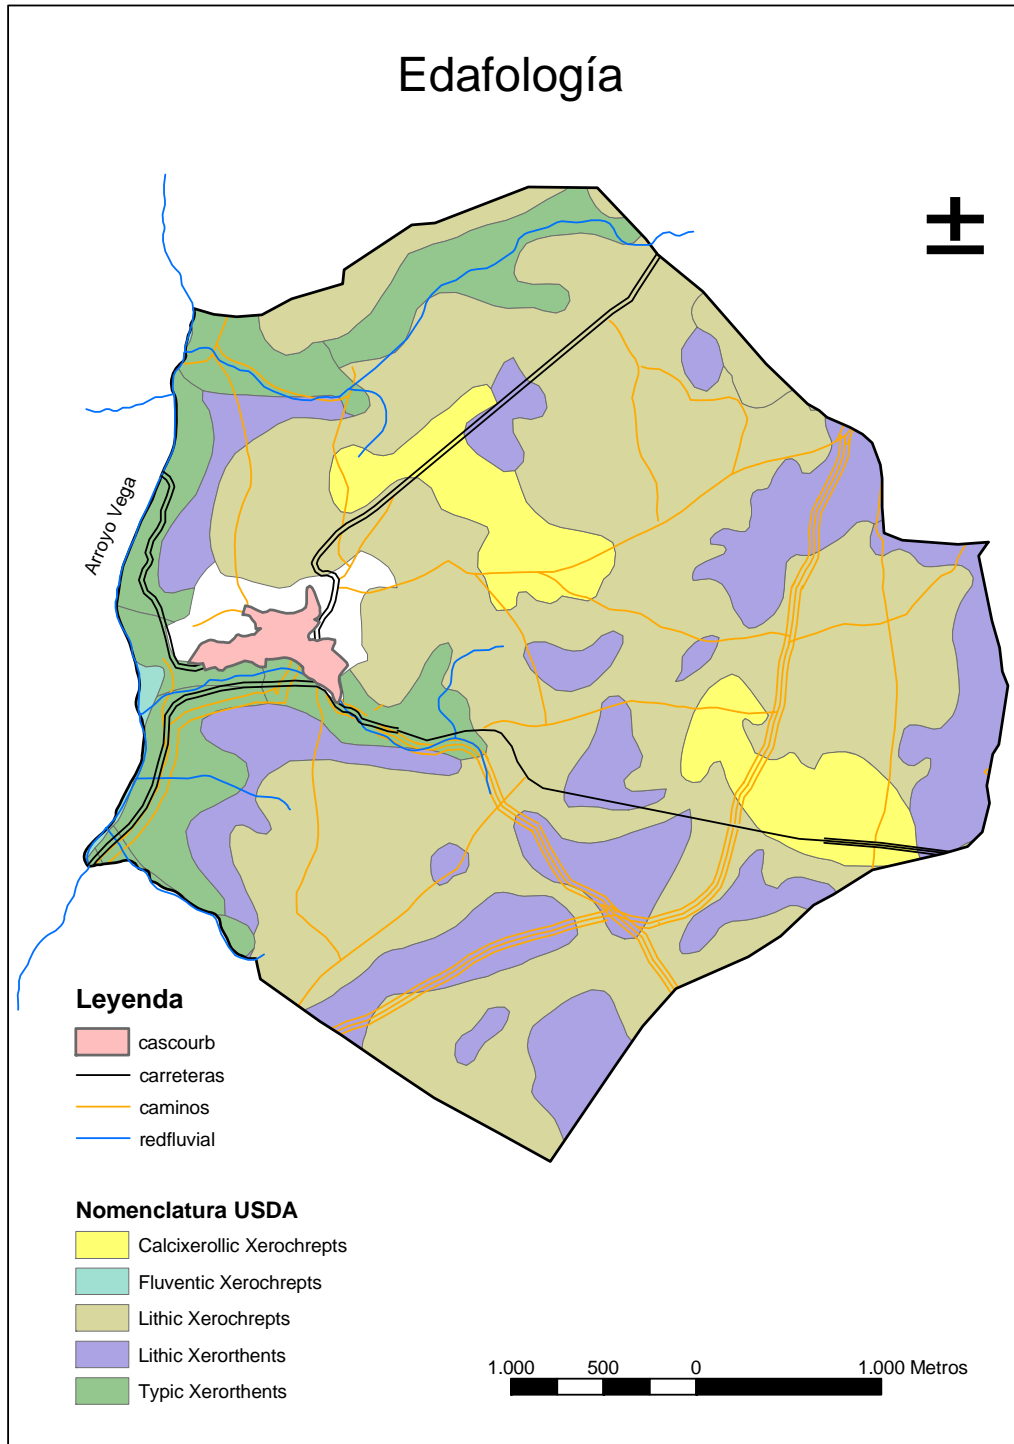 Edafología
Arroyo Vega
Leyenda
cascourb
carreteras
caminos
redfluvial
Nomenclatura USDA
Calcixerollic Xerochrepts
Fluventic Xerochrepts
Lithic Xerochrepts
Lithic Xerorthents
Typic Xerorthents
1.000 500 0 1.000 Metros